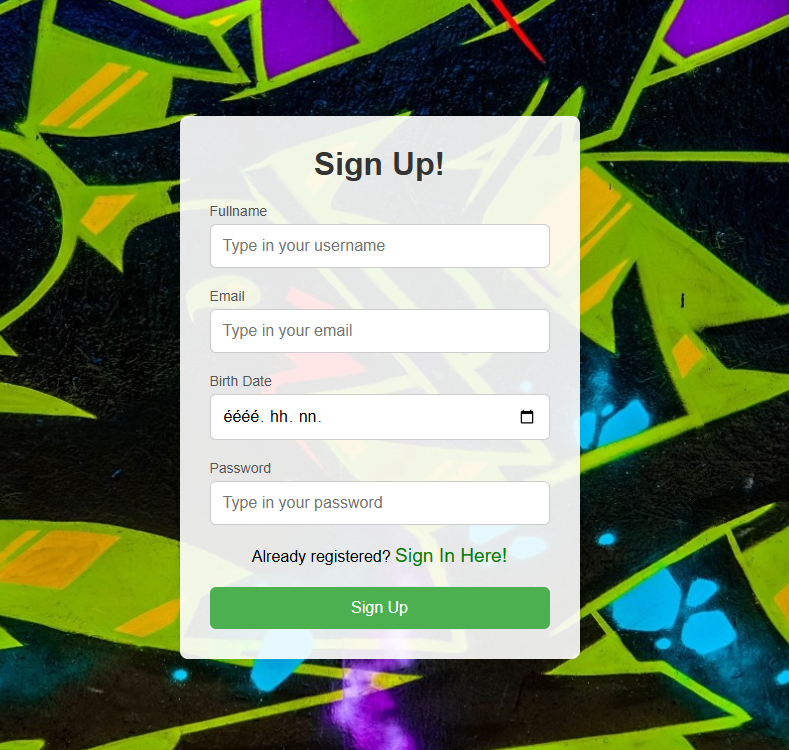 Sign Up!
Fullname
Type in your username
Email
Type in your email
Birth Date
éééé. hh. nn.
Password
Type in your password
Already registered? Sign In Here!
Sign Up